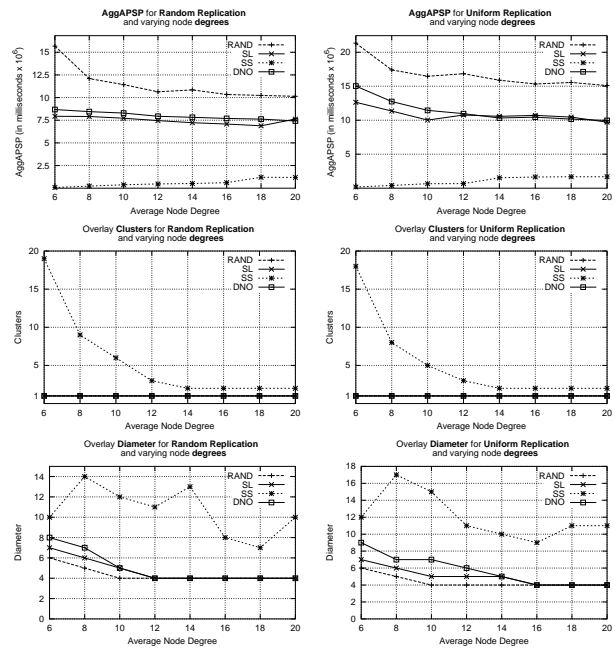 AggAPSP for Random Replication
and varying node degrees
AggAPSP (in milliseconds x 10^6)
15
12.5
10
7.5
5
2.5
RAND
SL
SS
DNO
6 8 10 12 14 16 18 20
Average Node Degree
AggAPSP for Uniform Replication
and varying node degrees
AggAPSP (in milliseconds x 10^6)
20
15
10
5
RAND
SL
SS
DNO
6 8 10 12 14 16 18 20
Average Node Degree
Overlay Clusters for Random Replication
and varying node degrees
Clusters
20
15
10
5
1
RAND
SL
SS
DNO
6 8 10 12 14 16 18 20
Average Node Degree
Overlay Clusters for Uniform Replication
and varying node degrees
Clusters
20
15
10
5
1
RAND
SL
SS
DNO
6 8 10 12 14 16 18 20
Average Node Degree
Overlay Diameter for Random Replication
and varying node degrees
Diameter
14
12
10
8
6
4
2
0
RAND
SL
SS
DNO
6 8 10 12 14 16 18 20
Average Node Degree
Overlay Diameter for Uniform Replication
and varying node degrees
Diameter
18
16
14
12
10
8
6
4
2
0
RAND
SL
SS
DNO
6 8 10 12 14 16 18 20
Average Node Degree